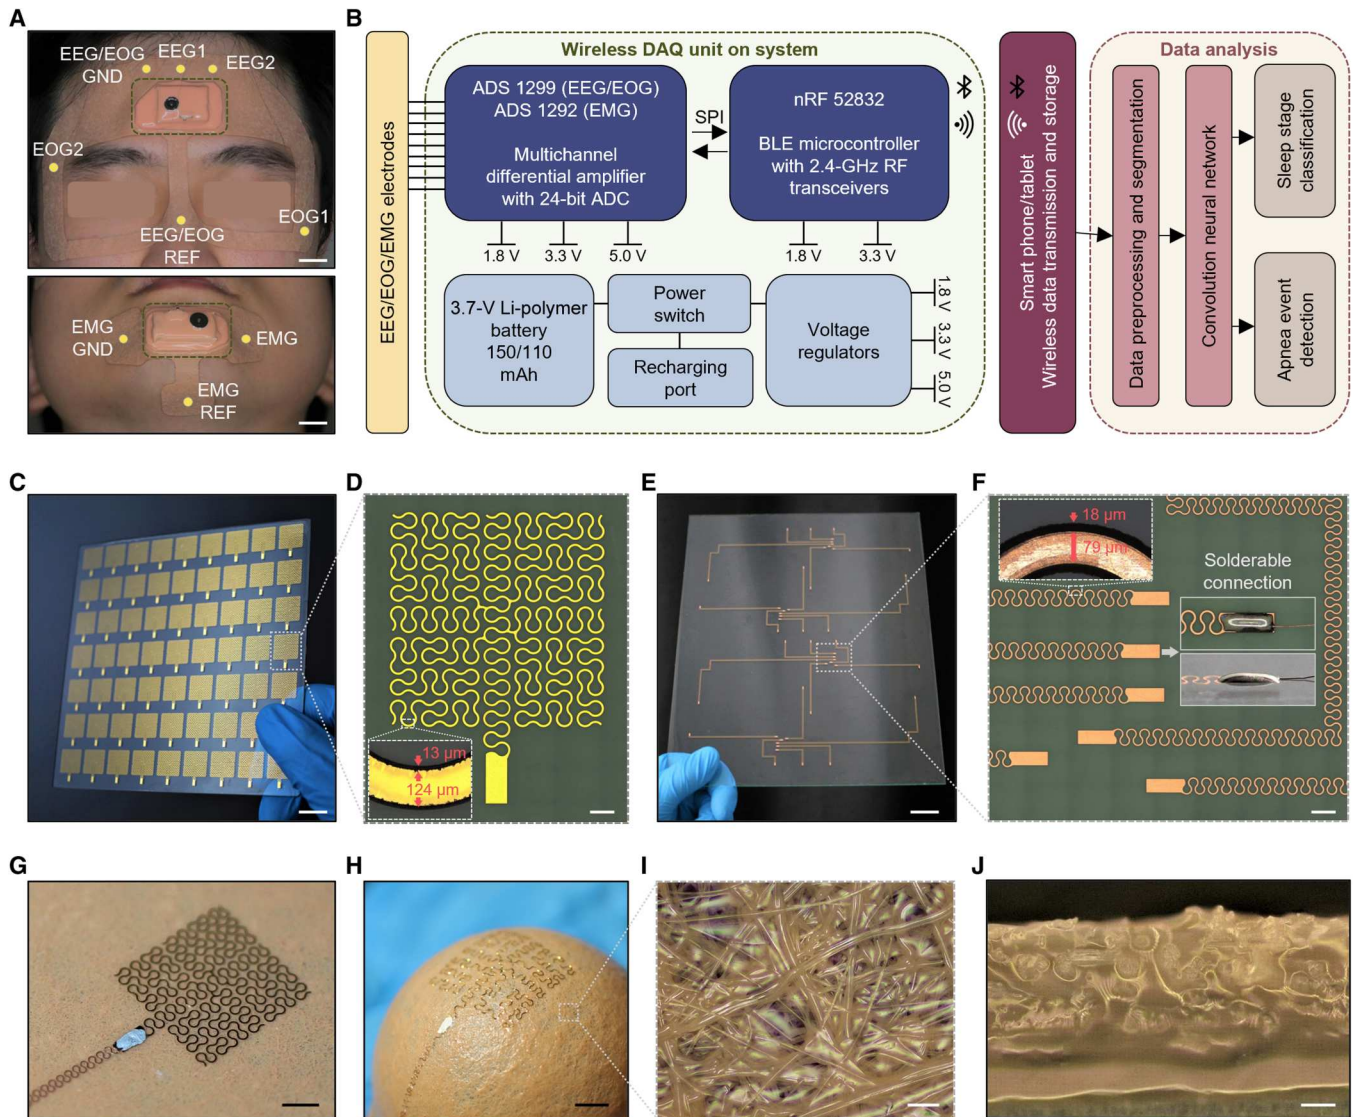 A
EEG/EOG
GND
EEG1
EEG2
EOG2
EOG1
EEG/EOG
REF
EMG
GND
EMG
EMG
REF
B
EEG/EOG/EMG electrodes
Wireless DAQ unit on system
ADS 1299 (EEG/EOG)
ADS 1292 (EMG)
Multichannel
differential amplifier
with 24-bit ADC
SPI
nRF 52832
BLE microcontroller
with 2.4-GHz RF
transceivers
1.8 V
3.3 V
5.0 V
1.8 V
3.3 V
3.7-V Li-polymer
battery
150/110
mAh
Power
switch
Recharging
port
Voltage
regulators
1.8 V
3.3 V
5.0 V
Smart phone/tablet
Wireless data transmission and storage
Data analysis
Data preprocessing and segmentation
Convolution neural network
Sleep stage
classification
Apnea event
detection
C
D
13 µm
124 µm
E
F
18 µm
79 µm
Solderable
connection
G
H
I
J